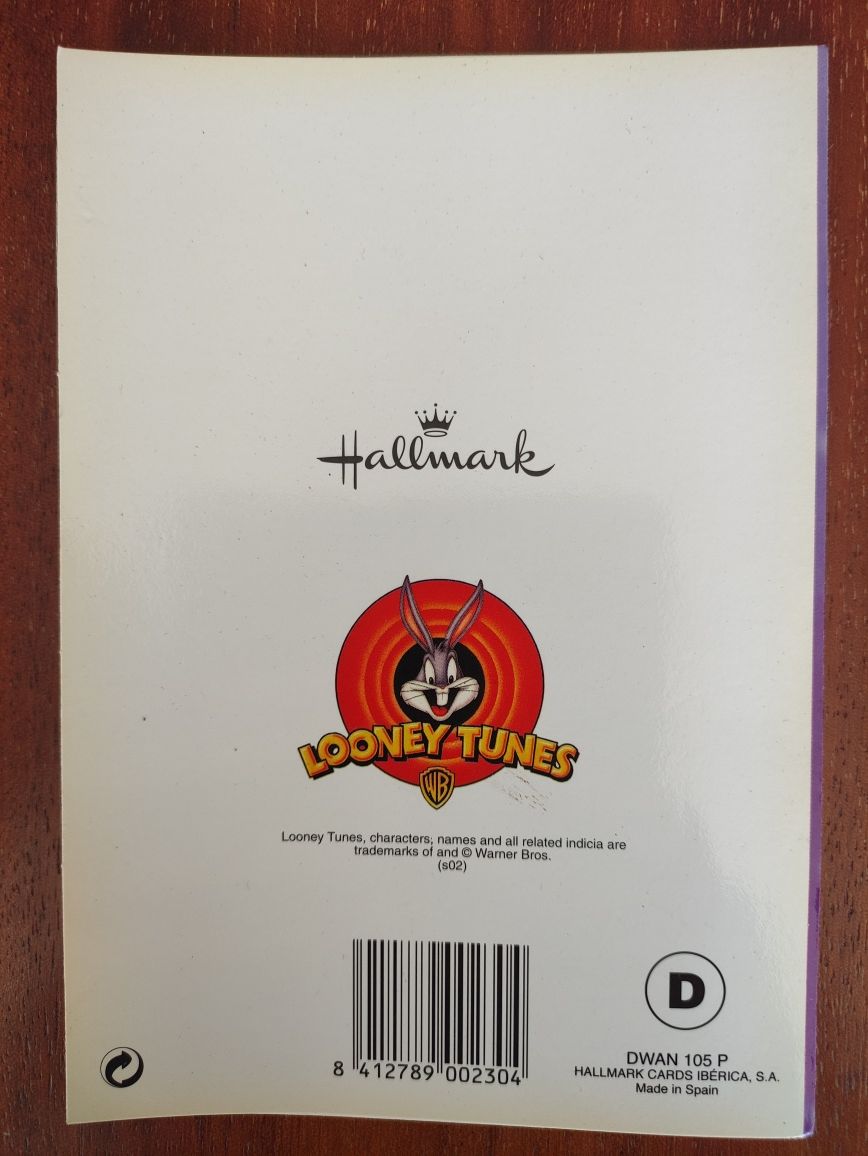 Hallmark
LOONEY TUNES
WB
Looney Tunes, characters, names and all related indicia are
trademarks of and © Warner Bros.
(s02)
D
8 412789 002304
DWAN 105 P
HALLMARK CARDS IBÉRICA, S.A.
Made in Spain